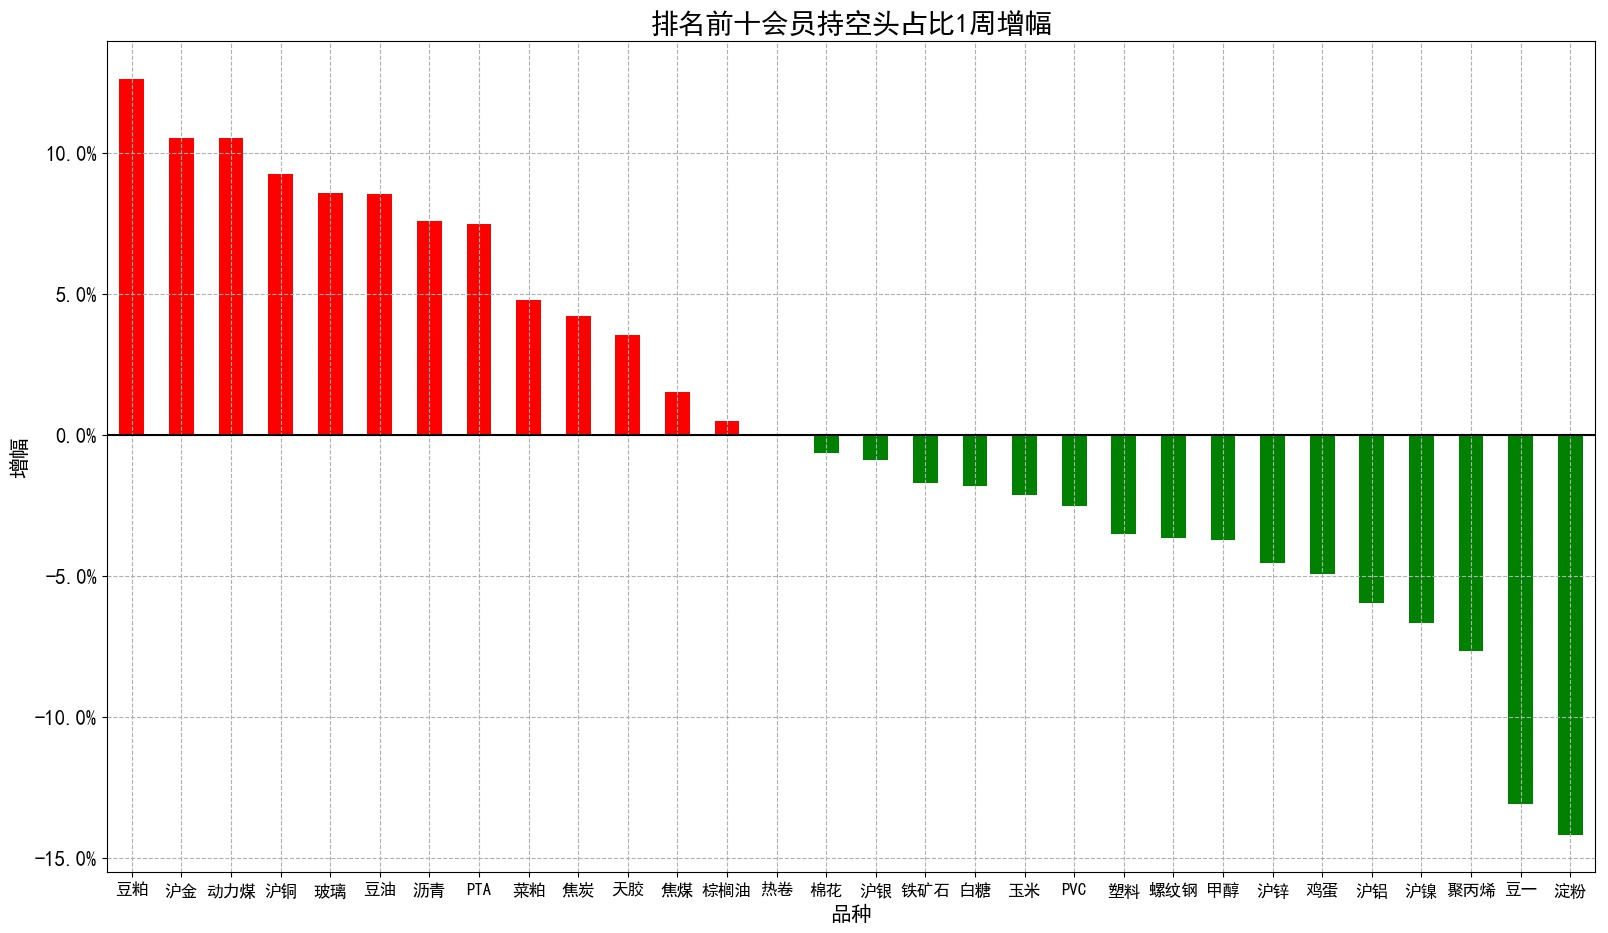 排名前十会员持空头占比1周增幅
10.0%
5.0%
0.0%
-5.0%
-10.0%
-15.0%
增幅
豆粕 沪金 动力煤 沪铜 玻璃 豆油 沥青 PTA 菜粕 焦炭 天胶 焦煤 棕榈油 热卷 棉花 沪银 铁矿石 白糖 玉米 PVC 塑料 螺纹钢 甲醇 沪锌 鸡蛋 沪铝 沪镍 聚丙烯 豆一 淀粉
品种